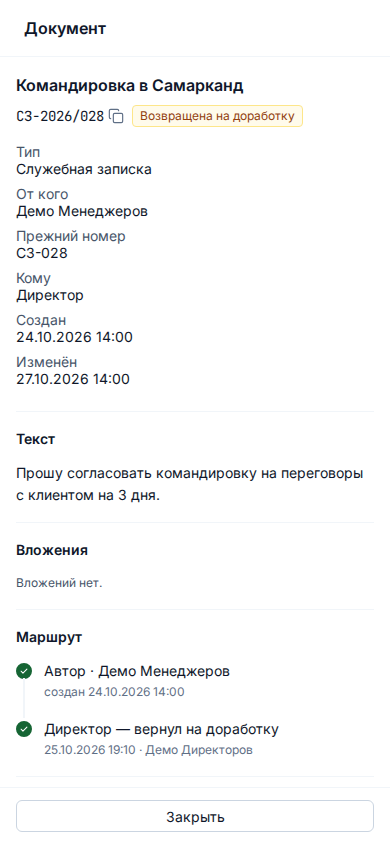 Документ
Командировка в Самарканд
СЗ-2026/028 Возвращена на доработку
Тип
Служебная записка
От кого
Демо Менеджеров
Прежний номер
СЗ-028
Кому
Директор
Создан
24.10.2026 14:00
Изменён
27.10.2026 14:00
Текст
Прошу согласовать командировку на переговоры
с клиентом на 3 дня.
Вложения
Вложений нет.
Маршрут
Автор · Демо Менеджеров
создан 24.10.2026 14:00
Директор — вернул на доработку
25.10.2026 19:10 · Демо Директоров
Закрыть